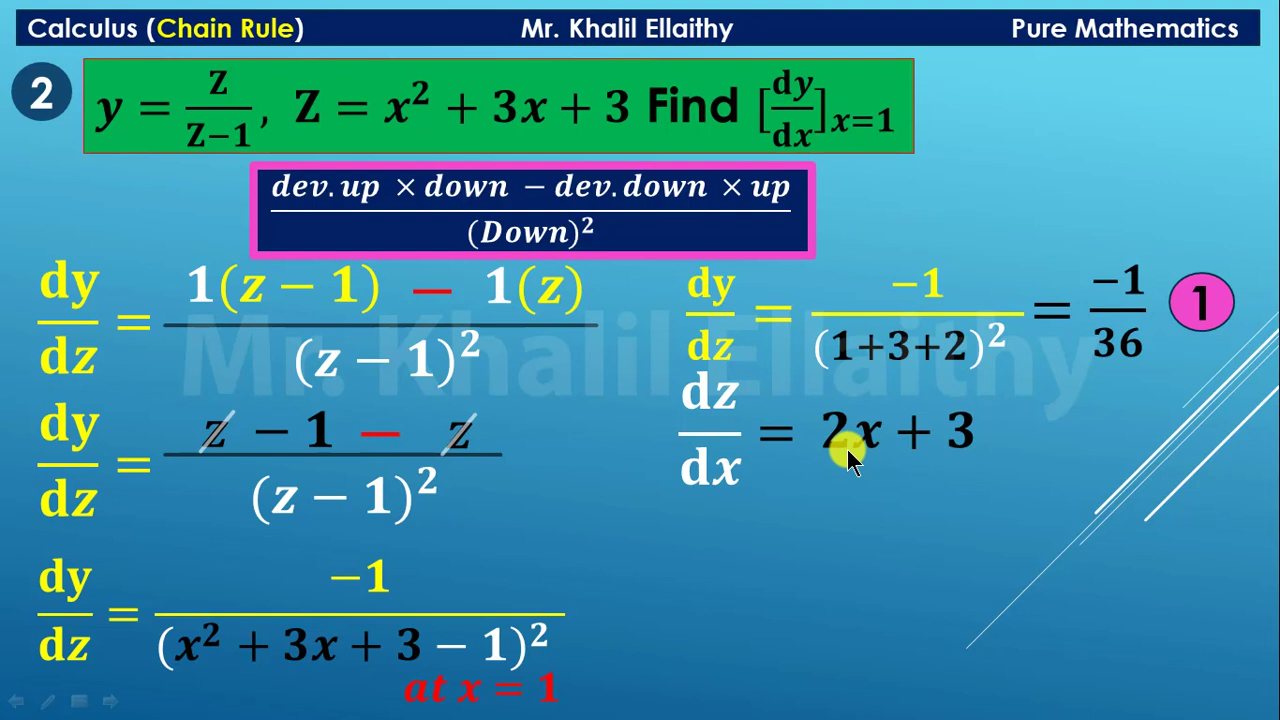 Calculus (Chain Rule) Mr. Khalil Ellaithy Pure Mathematics
2
y = Z/(Z−1), Z = x² + 3x + 3 Find [dy/dx]ₓ₌₁
(dev.up × down − dev.down × up)/(Down)²
dy/dz = (1(z − 1) − 1(z))/(z − 1)²
dy/dz = (z − 1 − z)/(z − 1)²
dy/dz = −1/(x² + 3x + 3 − 1)²
at x = 1
dy/dz = −1/(1+3+2)² = −1/36 1
dz/dx = 2x + 3
Mr. Khalil Ellaithy